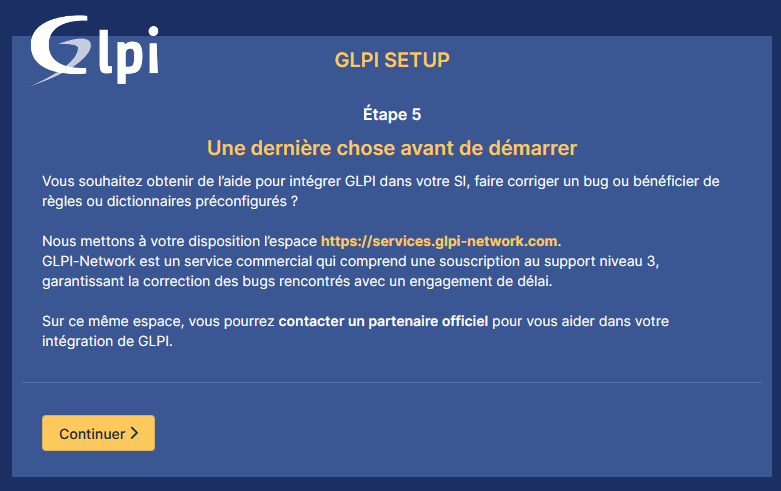 Glpi
GLPI SETUP
Étape 5
Une dernière chose avant de démarrer
Vous souhaitez obtenir de l’aide pour intégrer GLPI dans votre SI, faire corriger un bug ou bénéficier de
règles ou dictionnaires préconfigurés ?
Nous mettons à votre disposition l’espace https://services.glpi-network.com.
GLPI-Network est un service commercial qui comprend une souscription au support niveau 3,
garantissant la correction des bugs rencontrés avec un engagement de délai.
Sur ce même espace, vous pourrez contacter un partenaire officiel pour vous aider dans votre
intégration de GLPI.
Continuer